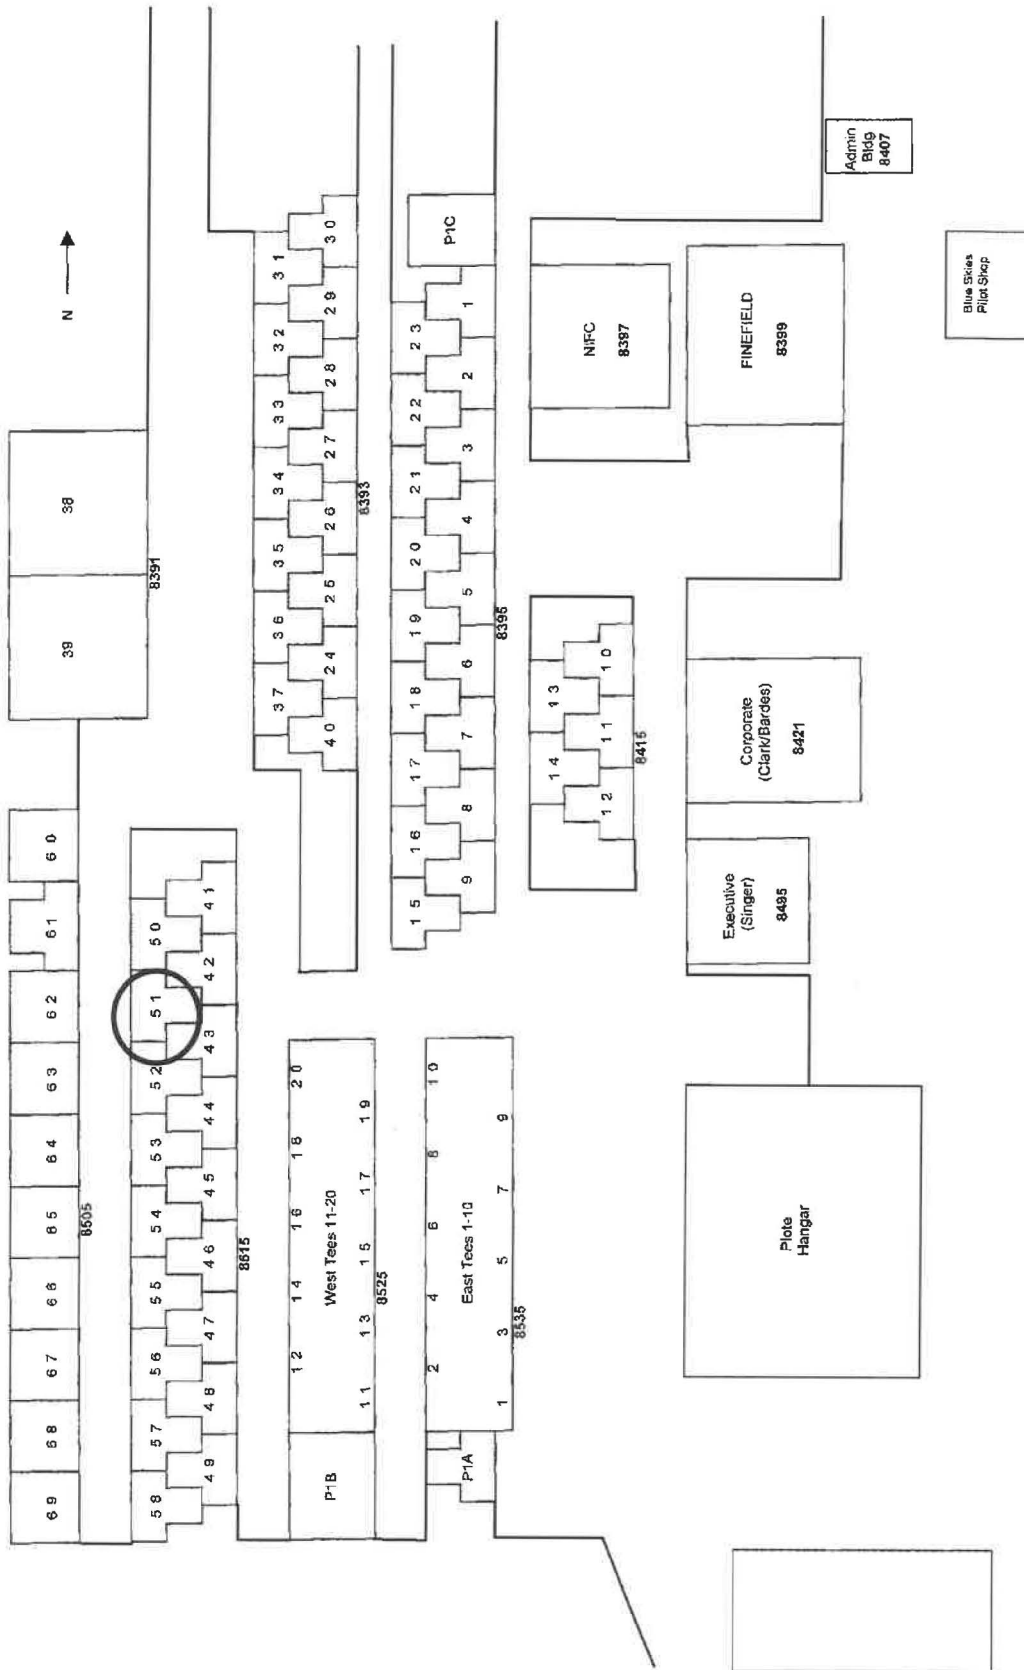 69 68 67 66 65 64 63 62 61 60
39 38
8505
8391
N
58 57 56 55 54 53 52 51 50
49 48 47 46 45 44 43 42 41
8515
37 36 35 34 33 32 31
40 24 25 26 27 28 29 30
8393
12 14 16 18 20
P1B
West Tees 11-20
11 13 15 17 19
8525
15 16 17 18 19 20 21 22 23
9 8 7 6 5 4 3 2 1
P1C
8395
2 4 6 8 10
P1A
East Tees 1-10
1 3 5 7 9
8535
14 13
12 11 10
8415
NIFC
8397
Plote
Hangar
Executive
(Singer)
8485
Corporate
(Clark/Bardes)
8421
FINEFIELD
8399
Admin
Bldg
8407
Blue Skies
Pilot Shop